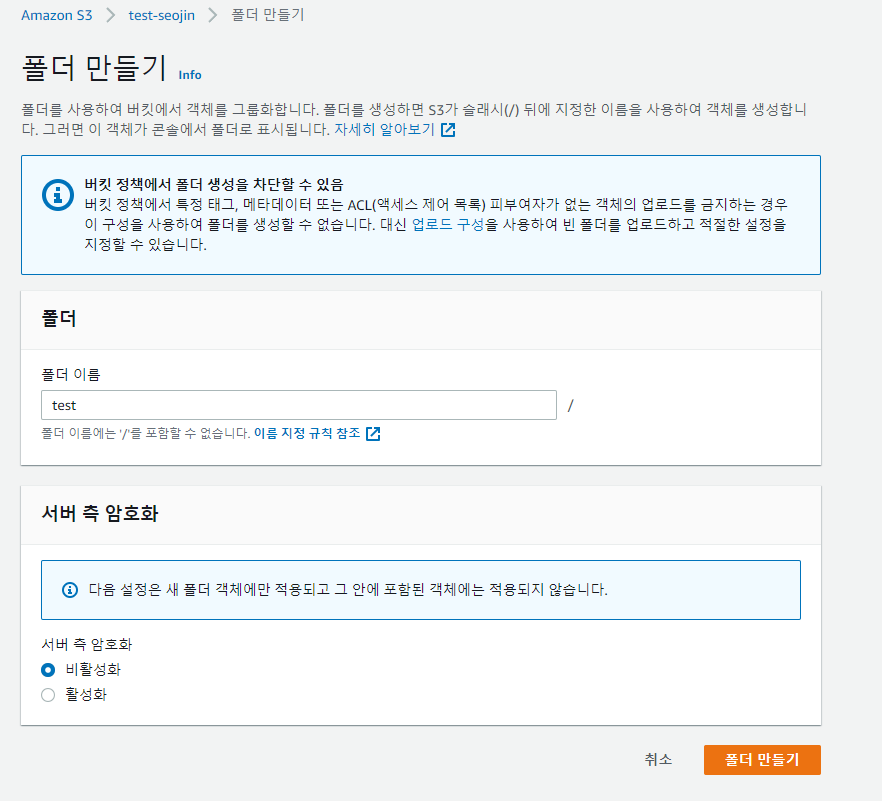 Amazon S3 > test-seojin > 폴더 만들기
폴더 만들기 Info
폴더를 사용하여 버킷에서 객체를 그룹화합니다. 폴더를 생성하면 S3가 슬래시(/) 뒤에 지정한 이름을 사용하여 객체를 생성합니
다. 그러면 이 객체가 콘솔에서 폴더로 표시됩니다. 자세히 알아보기
버킷 정책에서 폴더 생성을 차단할 수 있음
버킷 정책에서 특정 태그, 메타데이터 또는 ACL(액세스 제어 목록) 피부여자가 없는 객체의 업로드를 금지하는 경우
이 구성을 사용하여 폴더를 생성할 수 없습니다. 대신 업로드 구성을 사용하여 빈 폴더를 업로드하고 적절한 설정을
지정할 수 있습니다.
폴더
폴더 이름
test /
폴더 이름에는 '/'를 포함할 수 없습니다. 이름 지정 규칙 참조
서버 측 암호화
다음 설정은 새 폴더 객체에만 적용되고 그 안에 포함된 객체에는 적용되지 않습니다.
서버 측 암호화
비활성화
활성화
취소 폴더 만들기